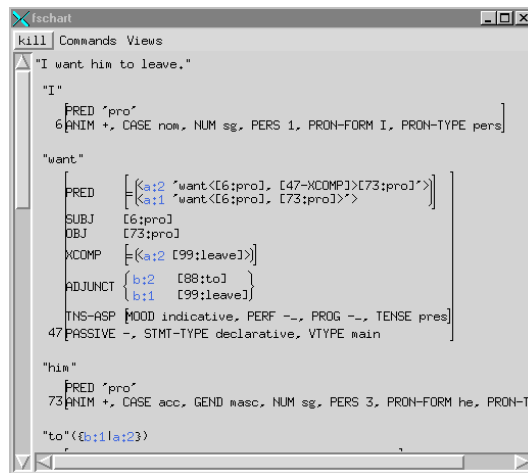 fschart
kill Commands Views
"I want him to leave."
"I"
PRED 'pro'
6 ANIM +, CASE nom, NUM sg, PERS 1, PRON-FORM I, PRON-TYPE pers
"want"
PRED = <a:2 'want<[6:pro], [47-XCOMP]>[73:pro]'>
<a:1 'want<[6:pro], [73:pro]>'>
SUBJ [6:pro]
OBJ [73:pro]
XCOMP = <a:2 [99:leave]>
ADJUNCT { b:2 [88:to]
b:1 [99:leave] }
TNS-ASP [MOOD indicative, PERF -_, PROG -_, TENSE pres]
47 PASSIVE -, STMT-TYPE declarative, VTYPE main
"him"
PRED 'pro'
73 ANIM +, CASE acc, GEND masc, NUM sg, PERS 3, PRON-FORM he, PRON-T
"to"({b:1|a:2})